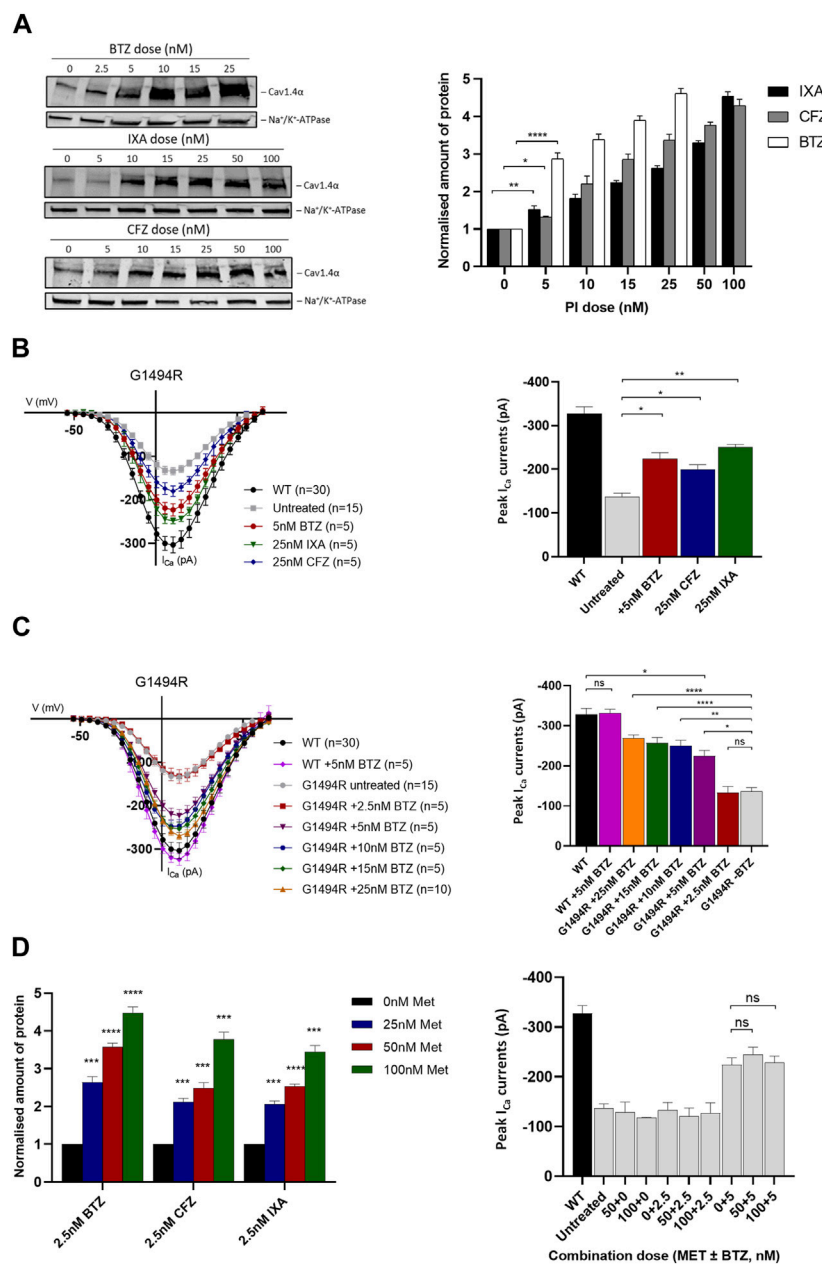 A
BTZ dose (nM)
0 2.5 5 10 15 25
– Cav1.4α
– Na⁺/K⁺-ATPase
IXA dose (nM)
0 5 10 15 25 50 100
– Cav1.4α
– Na⁺/K⁺-ATPase
CFZ dose (nM)
0 5 10 15 25 50 100
– Cav1.4α
– Na⁺/K⁺-ATPase
Normalised amount of protein
5
4
3
2
1
**
*
****
0 5 10 15 25 50 100
PI dose (nM)
IXA
CFZ
BTZ
B
G1494R
V (mV)
-50
-100
-200
-300
I_Ca (pA)
WT (n=30)
Untreated (n=15)
5nM BTZ (n=5)
25nM IXA (n=5)
25nM CFZ (n=5)
Peak I_Ca currents (pA)
-400
-300
-200
-100
0
**
*
*
WT
Untreated
+5nM BTZ
25nM CFZ
25nM IXA
C
G1494R
V (mV)
-50
-100
-200
-300
I_Ca (pA)
WT (n=30)
WT +5nM BTZ (n=5)
G1494R untreated (n=15)
G1494R +2.5nM BTZ (n=5)
G1494R +5nM BTZ (n=5)
G1494R +10nM BTZ (n=5)
G1494R +15nM BTZ (n=5)
G1494R +25nM BTZ (n=10)
Peak I_Ca currents (pA)
-400
-300
-200
-100
0
*
ns
****
****
**
*
ns
WT
WT +5nM BTZ
G1494R +25nM BTZ
G1494R +15nM BTZ
G1494R +10nM BTZ
G1494R +5nM BTZ
G1494R +2.5nM BTZ
G1494R -BTZ
D
Normalised amount of protein
5
4
3
2
1
0
*** **** ****
*** *** ***
*** **** ***
2.5nM BTZ
2.5nM CFZ
2.5nM IXA
0nM Met
25nM Met
50nM Met
100nM Met
Peak I_Ca currents (pA)
-400
-300
-200
-100
0
ns
ns
WT
Untreated
50+0
100+0
0+2.5
50+2.5
100+2.5
0+5
50+5
100+5
Combination dose (MET ± BTZ, nM)